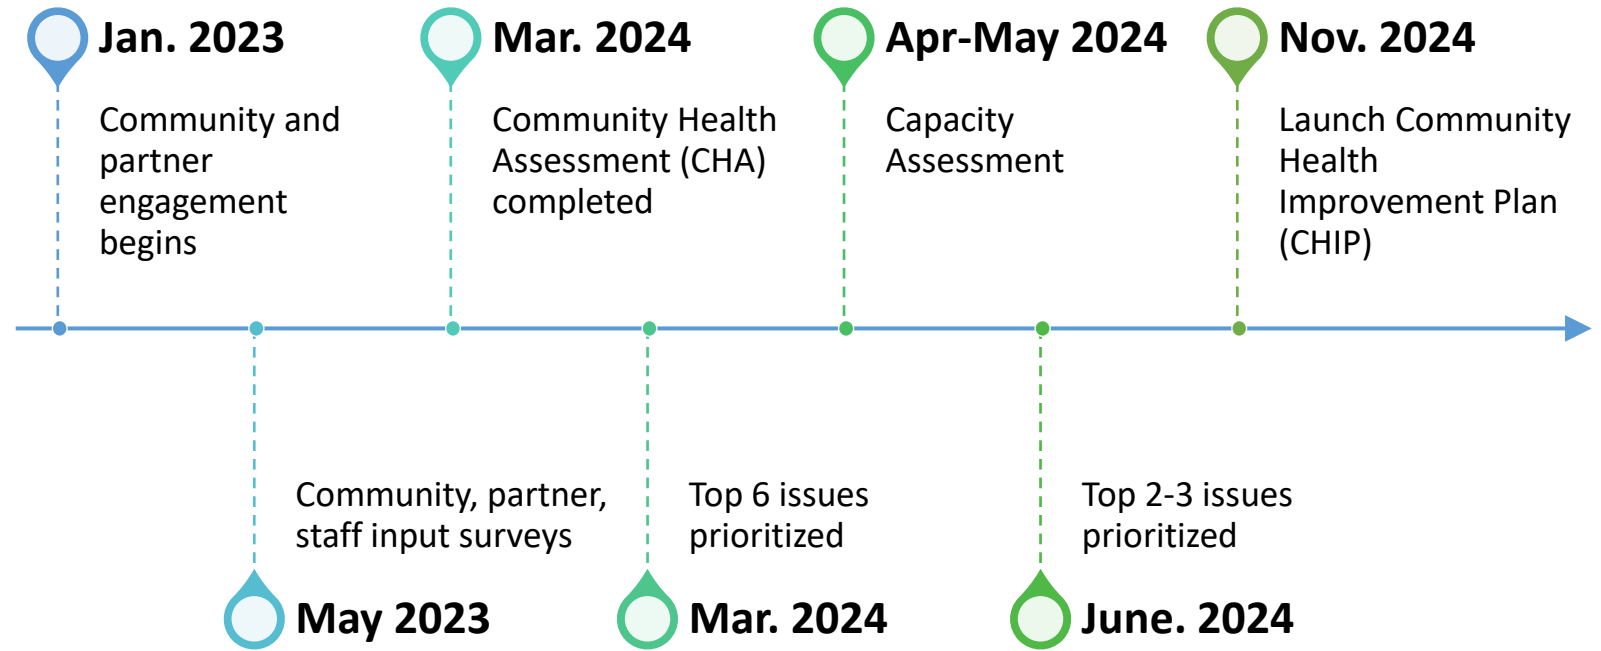 Jan. 2023
Community and
partner
engagement
begins
Mar. 2024
Community Health
Assessment (CHA)
completed
Apr-May 2024
Capacity
Assessment
Nov. 2024
Launch Community
Health
Improvement Plan
(CHIP)
Community, partner,
staff input surveys
May 2023
Top 6 issues
prioritized
Mar. 2024
Top 2-3 issues
prioritized
June. 2024